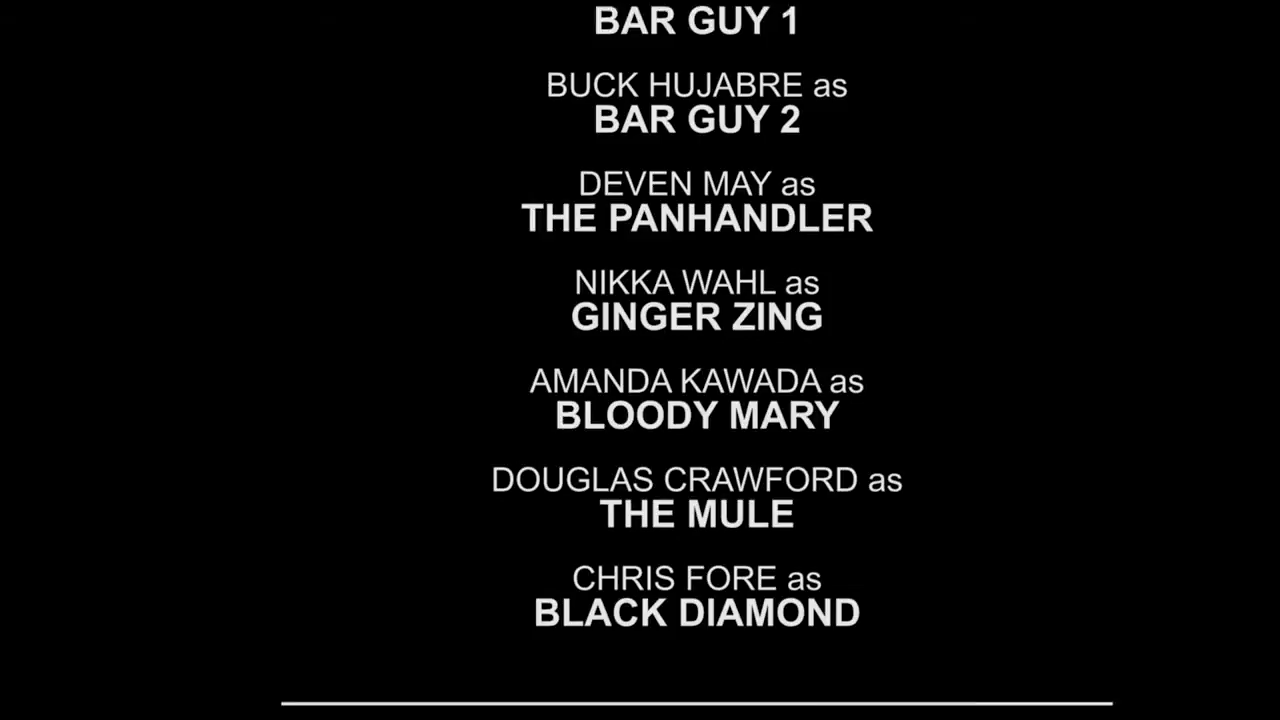 BAR GUY 1
BUCK HUJABRE as
BAR GUY 2
DEVEN MAY as
THE PANHANDLER
NIKKA WAHL as
GINGER ZING
AMANDA KAWADA as
BLOODY MARY
DOUGLAS CRAWFORD as
THE MULE
CHRIS FORE as
BLACK DIAMOND